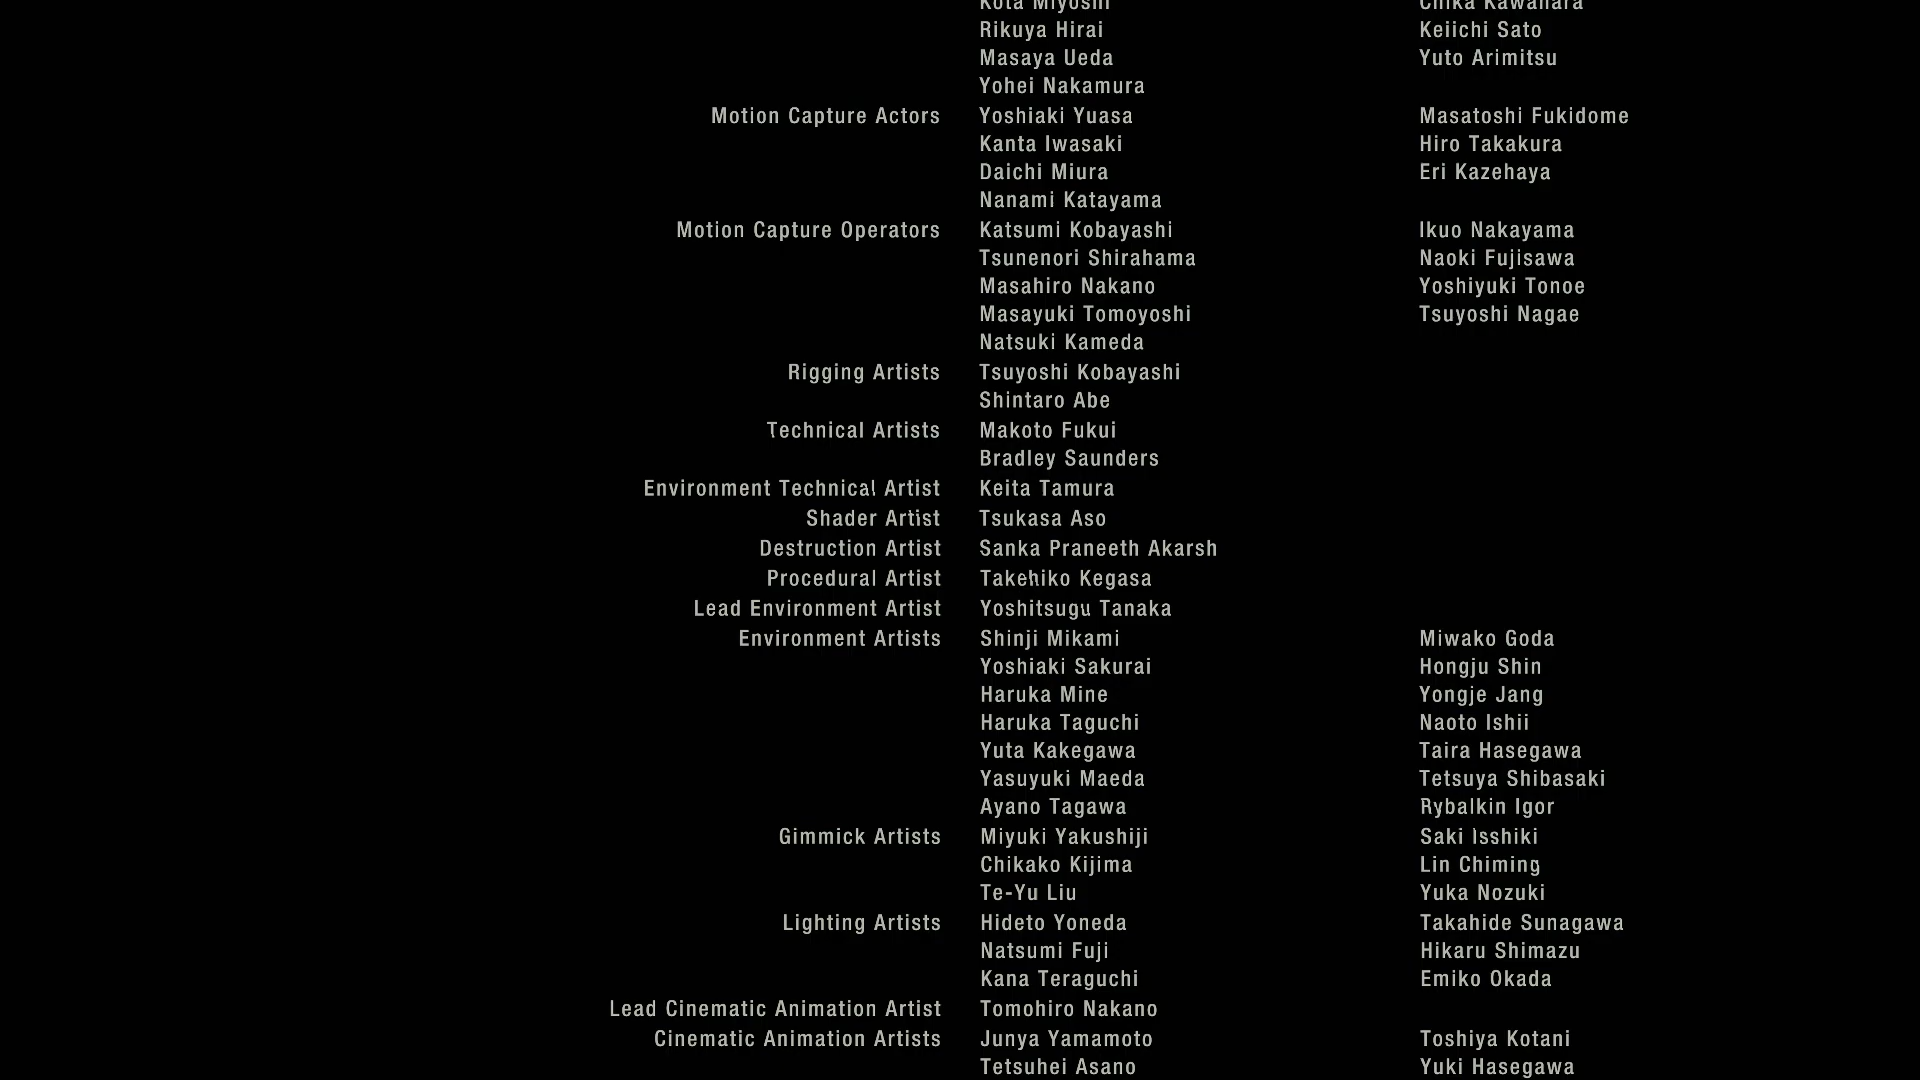 Kota Miyoshi Chika Kawahara
Rikuya Hirai Keiichi Sato
Masaya Ueda Yuto Arimitsu
Yohei Nakamura
Motion Capture Actors Yoshiaki Yuasa Masatoshi Fukidome
Kanta Iwasaki Hiro Takakura
Daichi Miura Eri Kazehaya
Nanami Katayama
Motion Capture Operators Katsumi Kobayashi Ikuo Nakayama
Tsunenori Shirahama Naoki Fujisawa
Masahiro Nakano Yoshiyuki Tonoe
Masayuki Tomoyoshi Tsuyoshi Nagae
Natsuki Kameda
Rigging Artists Tsuyoshi Kobayashi
Shintaro Abe
Technical Artists Makoto Fukui
Bradley Saunders
Environment Technical Artist Keita Tamura
Shader Artist Tsukasa Aso
Destruction Artist Sanka Praneeth Akarsh
Procedural Artist Takehiko Kegasa
Lead Environment Artist Yoshitsugu Tanaka
Environment Artists Shinji Mikami Miwako Goda
Yoshiaki Sakurai Hongju Shin
Haruka Mine Yongje Jang
Haruka Taguchi Naoto Ishii
Yuta Kakegawa Taira Hasegawa
Yasuyuki Maeda Tetsuya Shibasaki
Ayano Tagawa Rybalkin Igor
Gimmick Artists Miyuki Yakushiji Saki Isshiki
Chikako Kijima Lin Chiming
Te-Yu Liu Yuka Nozuki
Lighting Artists Hideto Yoneda Takahide Sunagawa
Natsumi Fuji Hikaru Shimazu
Kana Teraguchi Emiko Okada
Lead Cinematic Animation Artist Tomohiro Nakano
Cinematic Animation Artists Junya Yamamoto Toshiya Kotani
Tetsuhei Asano Yuki Hasegawa